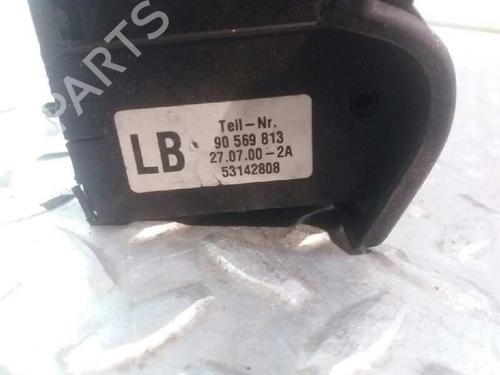 PARTS
LB
Teil-Nr.
90 569 813
27.07.00-2A
53142808